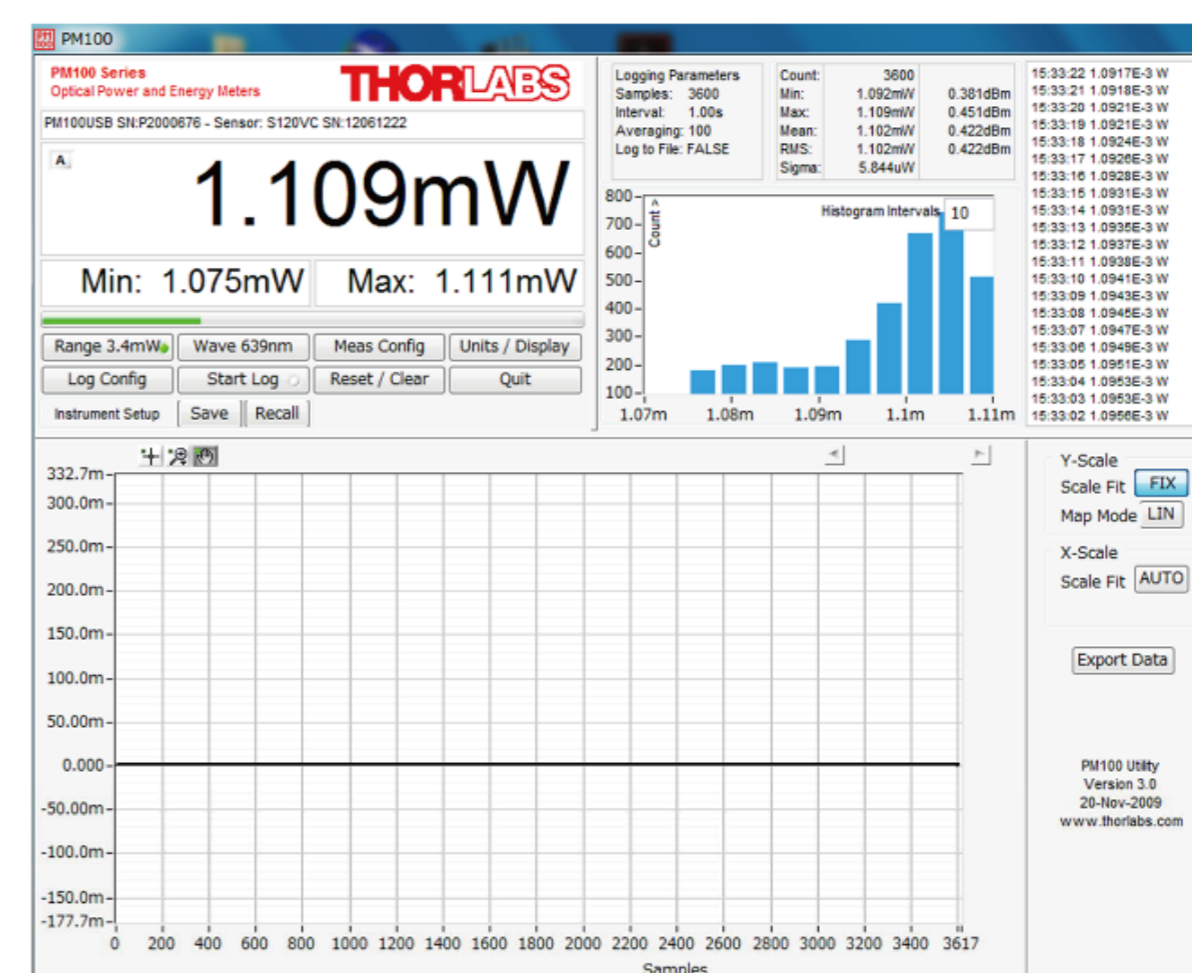 PM100
PM100 Series
Optical Power and Energy Meters
THORLABS
PM100USB SN:P2000676 - Sensor: S120VC SN:12061222
A
1.109mW
Min: 1.075mW Max: 1.111mW
Range 3.4mW Wave 639nm Meas Config Units / Display
Log Config Start Log Reset / Clear Quit
Instrument Setup Save Recall
Logging Parameters
Samples: 3600
Interval: 1.00s
Averaging: 100
Log to File: FALSE
Count: 3600
Min: 1.092mW 0.381dBm
Max: 1.109mW 0.451dBm
Mean: 1.102mW 0.422dBm
RMS: 1.102mW 0.422dBm
Sigma: 5.844uW
Histogram Intervals 10
Count >
800
700
600
500
400
300
200
100
1.07m 1.08m 1.09m 1.1m 1.11m
15:33:22 1.0917E-3 W
15:33:21 1.0918E-3 W
15:33:20 1.0921E-3 W
15:33:19 1.0921E-3 W
15:33:18 1.0924E-3 W
15:33:17 1.0926E-3 W
15:33:16 1.0928E-3 W
15:33:15 1.0931E-3 W
15:33:14 1.0931E-3 W
15:33:13 1.0935E-3 W
15:33:12 1.0937E-3 W
15:33:11 1.0938E-3 W
15:33:10 1.0941E-3 W
15:33:09 1.0943E-3 W
15:33:08 1.0945E-3 W
15:33:07 1.0947E-3 W
15:33:06 1.0949E-3 W
15:33:05 1.0951E-3 W
15:33:04 1.0953E-3 W
15:33:03 1.0953E-3 W
15:33:02 1.0956E-3 W
332.7m
300.0m
250.0m
200.0m
150.0m
100.0m
50.00m
0.000
-50.00m
-100.0m
-150.0m
-177.7m
0 200 400 600 800 1000 1200 1400 1600 1800 2000 2200 2400 2600 2800 3000 3200 3400 3617
Samples
Y-Scale
Scale Fit FIX
Map Mode LIN
X-Scale
Scale Fit AUTO
Export Data
PM100 Utility
Version 3.0
20-Nov-2009
www.thorlabs.com